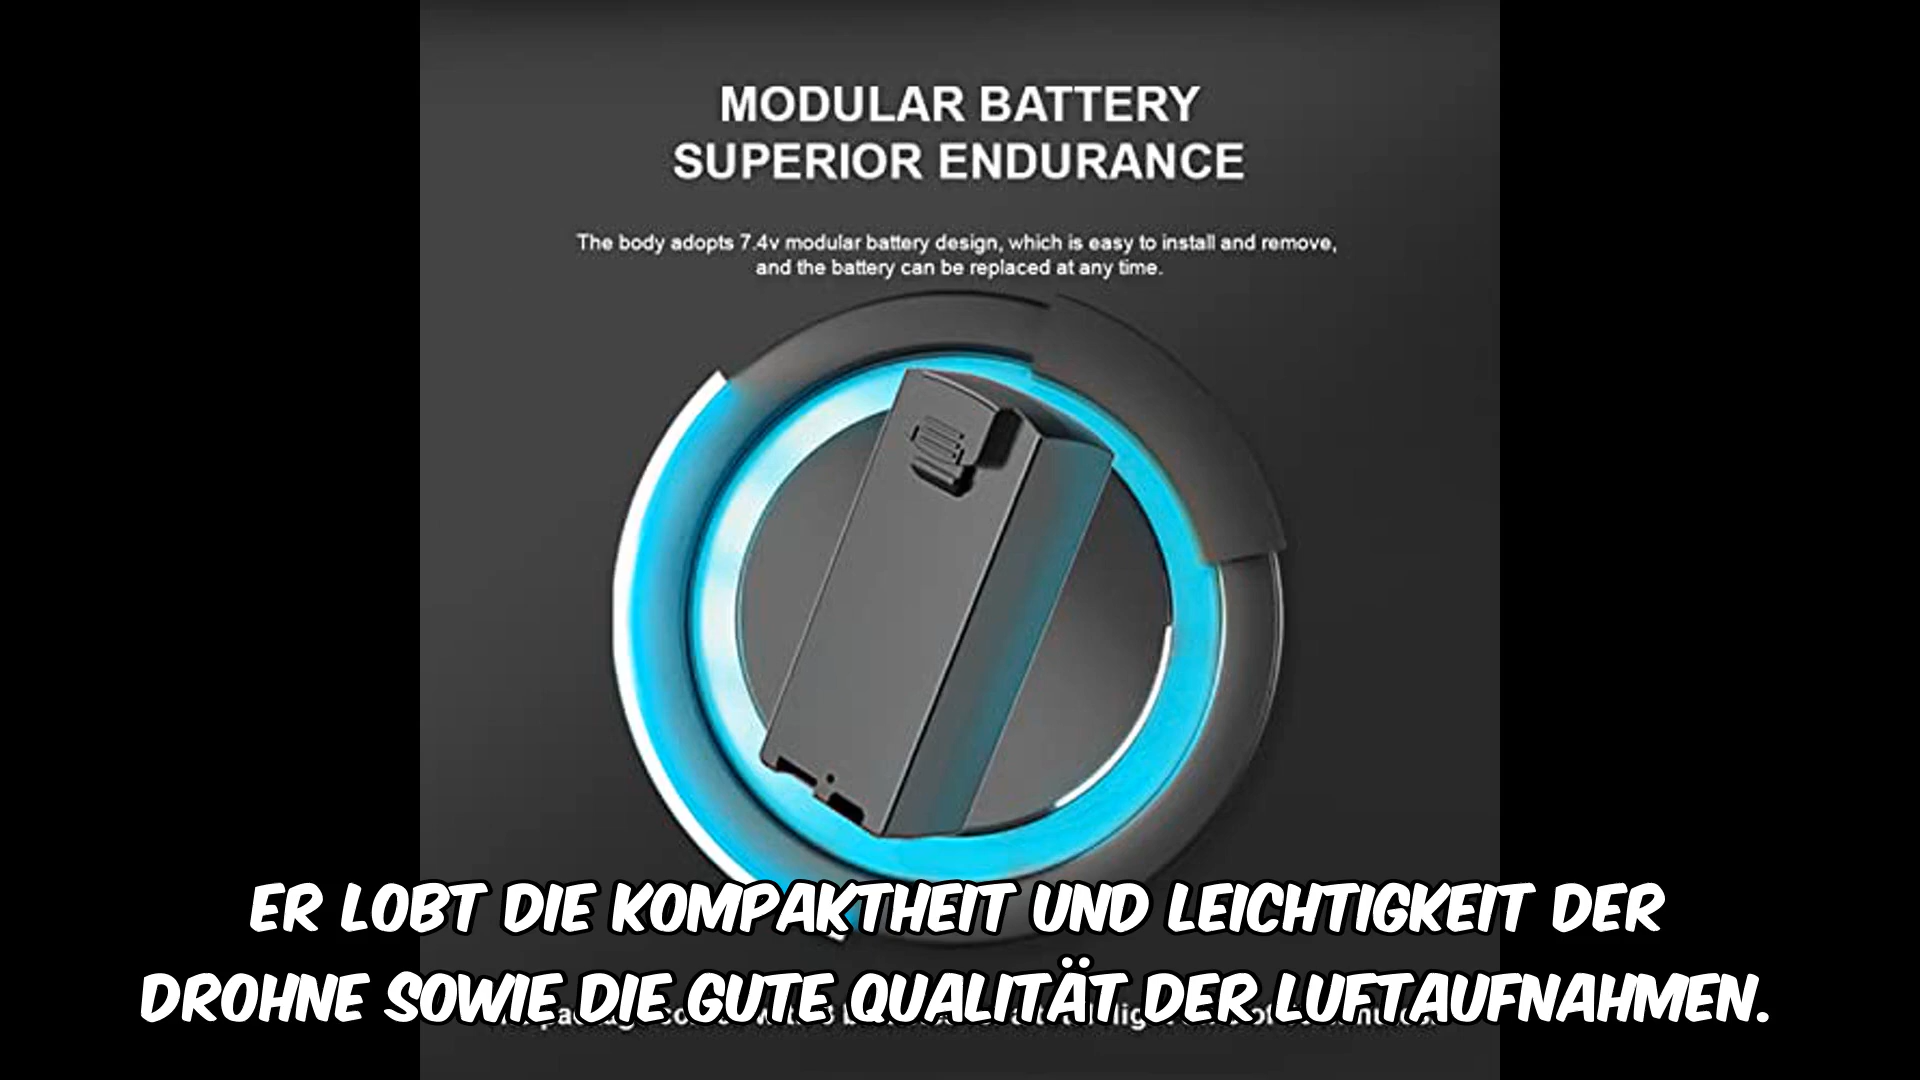 MODULAR BATTERY
SUPERIOR ENDURANCE
The body adopts 7.4v modular battery design, which is easy to install and remove,
and the battery can be replaced at any time.
ER LOBT DIE KOMPAKTHEIT UND LEICHTIGKEIT DER
DROHNE SOWIE DIE GUTE QUALITÄT DER LUFTAUFNAHMEN.